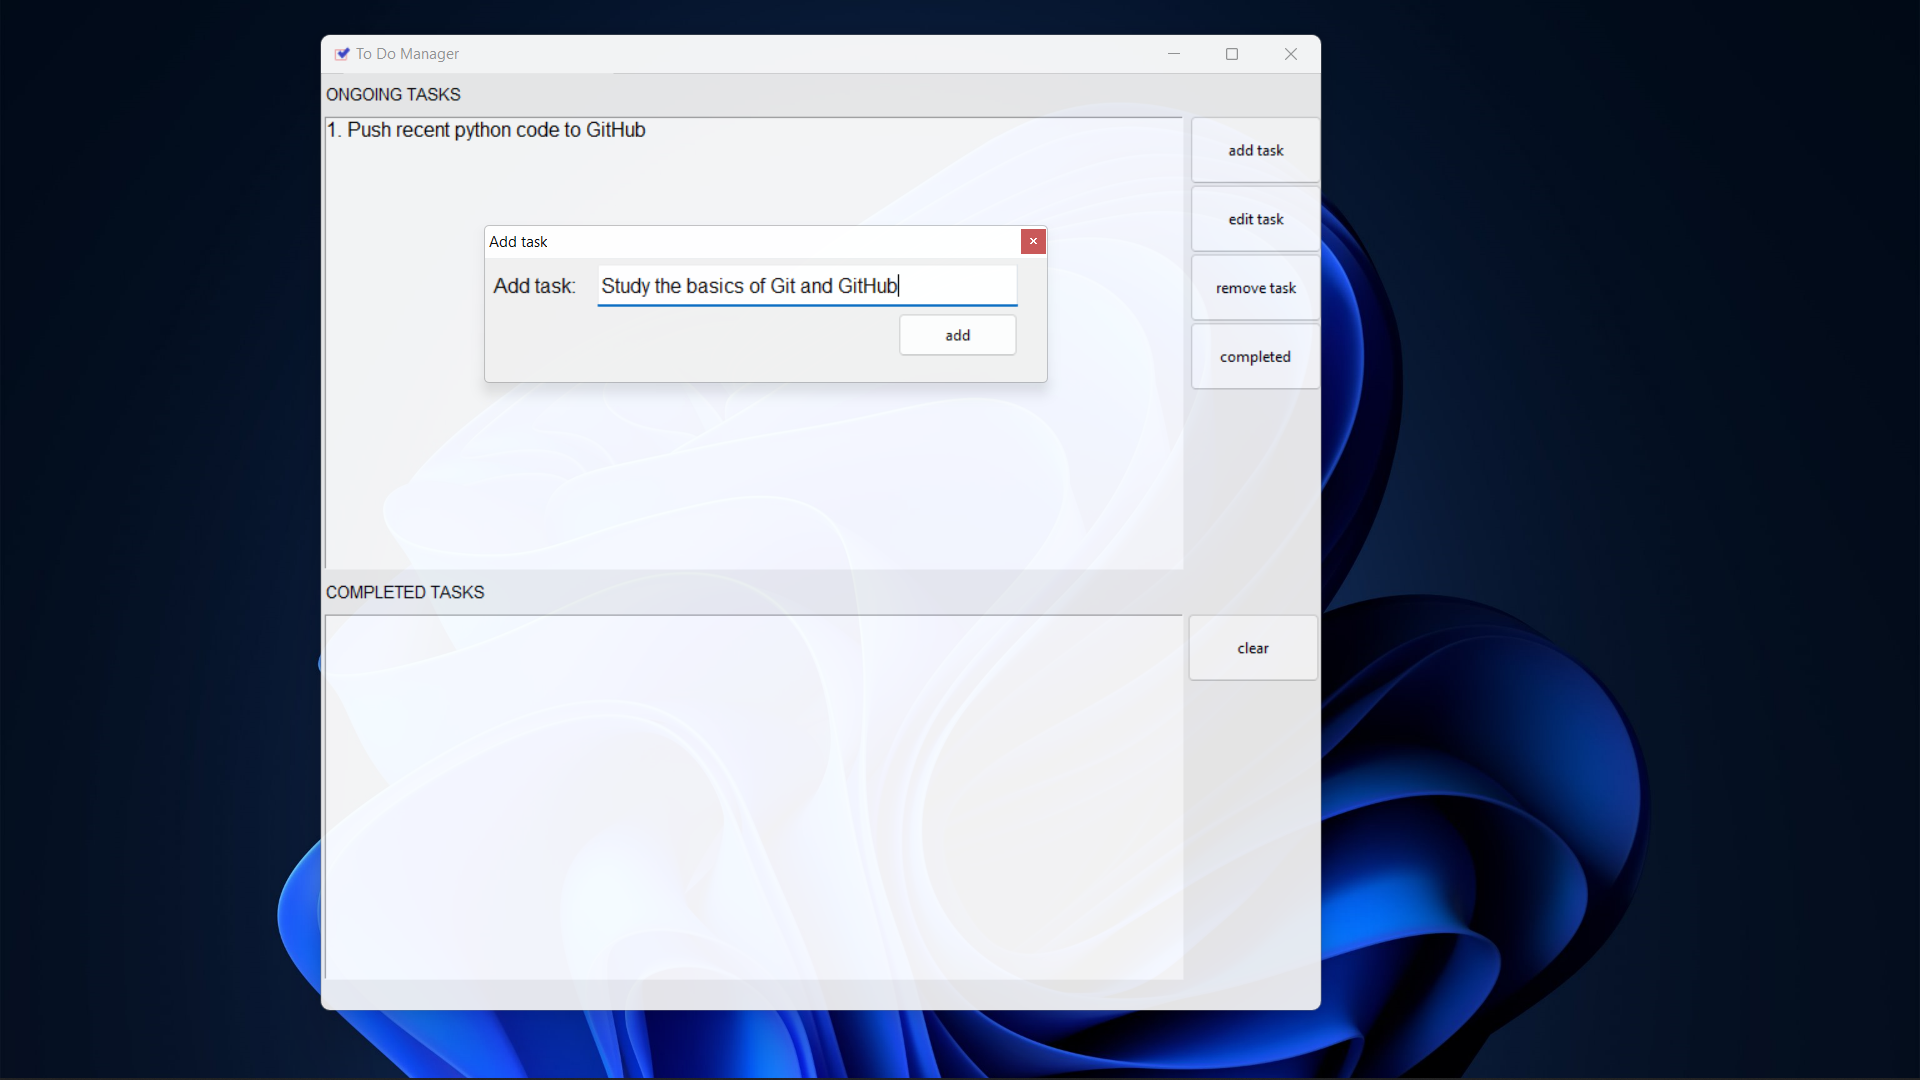 To Do Manager
ONGOING TASKS
1. Push recent python code to GitHub
add task
edit task
remove task
completed
Add task
Add task: Study the basics of Git and GitHub
add
COMPLETED TASKS
clear